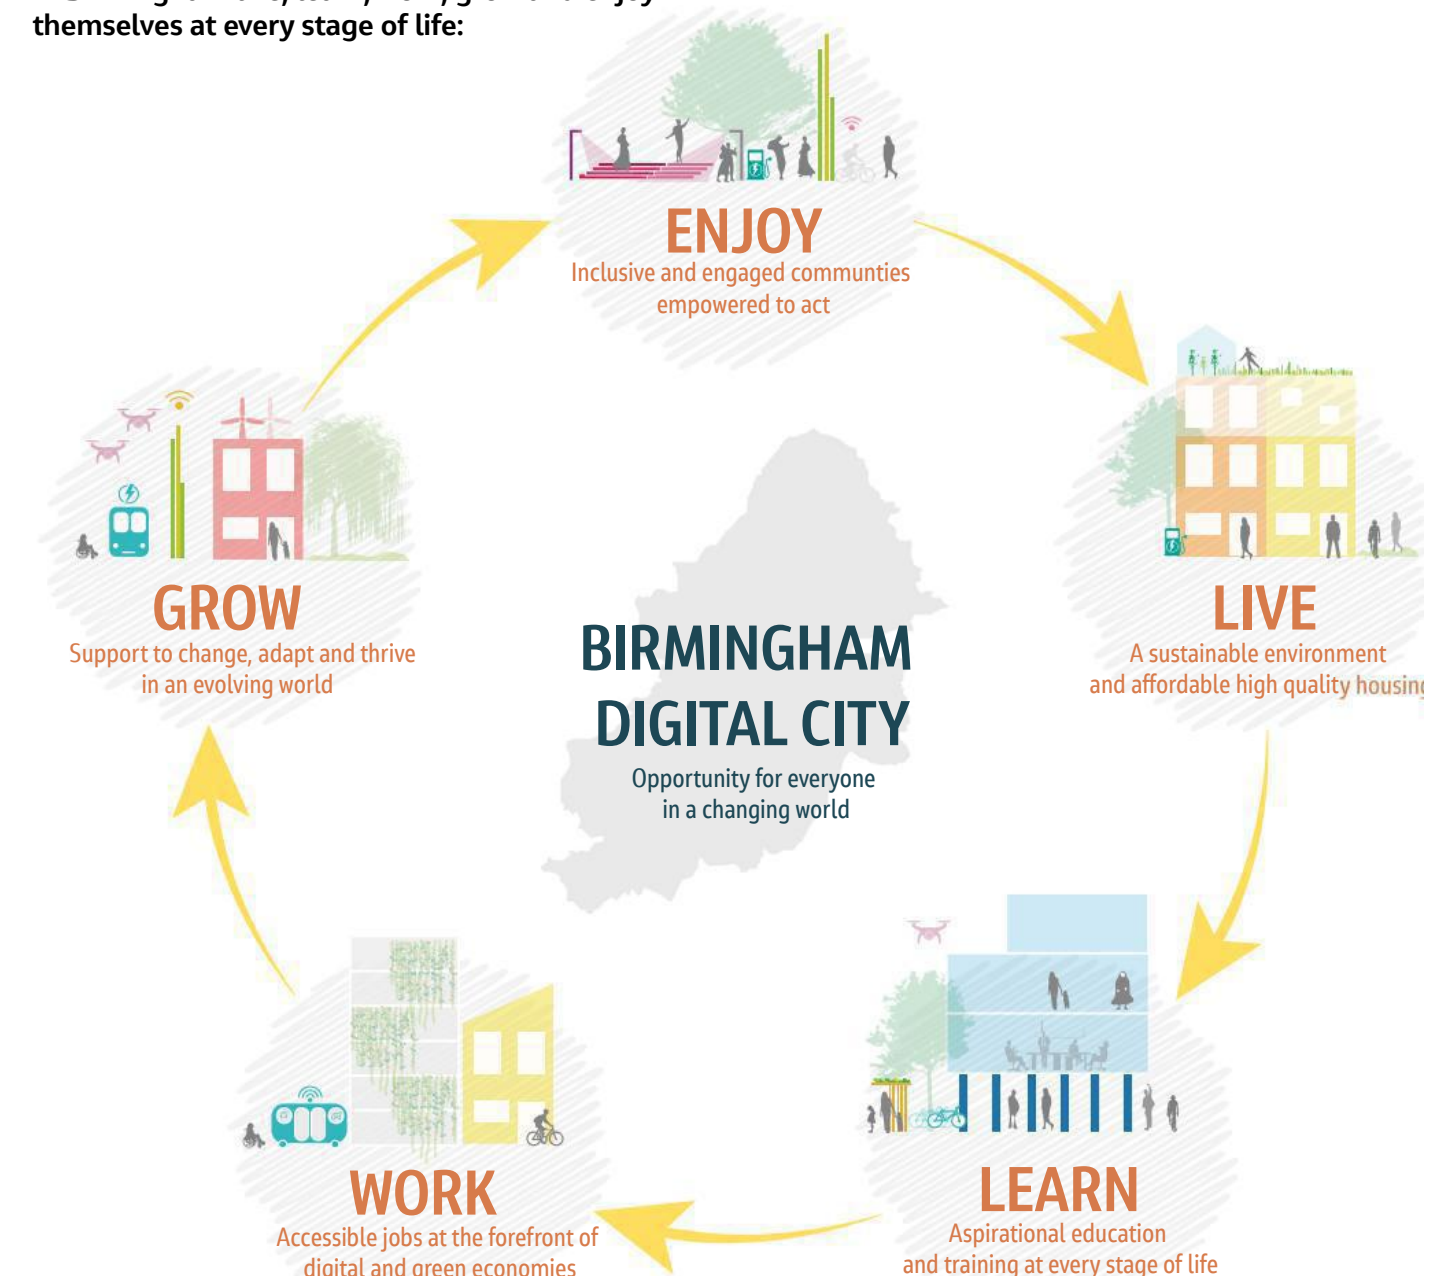 themselves at every stage of life:
ENJOY
Inclusive and engaged communties
empowered to act
LIVE
A sustainable environment
and affordable high quality housing
GROW
Support to change, adapt and thrive
in an evolving world
BIRMINGHAM
DIGITAL CITY
Opportunity for everyone
in a changing world
LEARN
Aspirational education
and training at every stage of life
WORK
Accessible jobs at the forefront of
digital and green economies